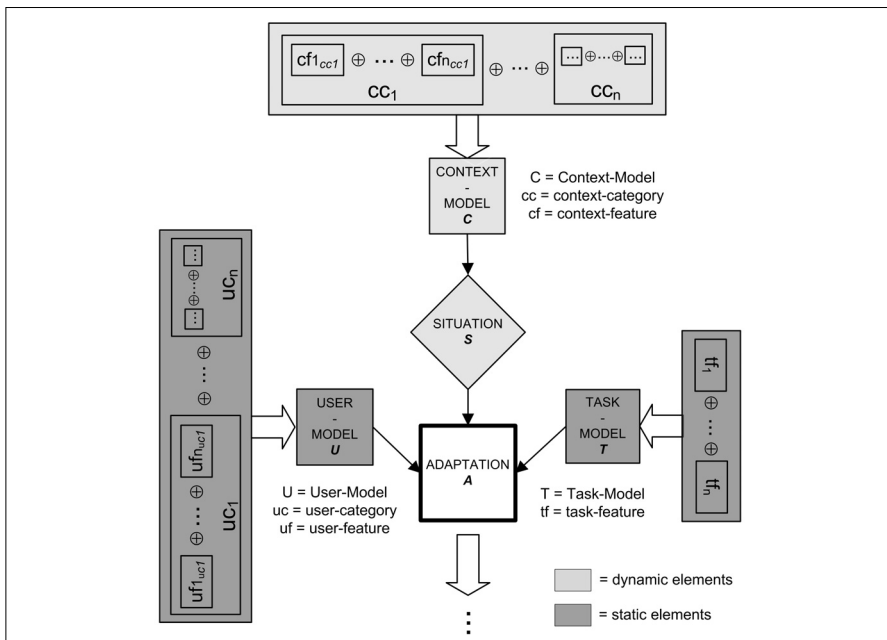 cf1cc1 ⊕ ... ⊕ cfncc1 ⊕ ... ⊕ ... ⊕...⊕ ...
cc1 ccn
CONTEXT
-
MODEL
C
C = Context-Model
cc = context-category
cf = context-feature
SITUATION
S
ucn
... ⊕...⊕ ...
⊕ ... ⊕
uc1
ufnuc1
⊕ ... ⊕
uf1uc1
USER
-
MODEL
U
U = User-Model
uc = user-category
uf = user-feature
ADAPTATION
A
TASK
-
MODEL
T
T = Task-Model
tf = task-feature
tf1
⊕ ... ⊕
tfn
...
= dynamic elements
= static elements